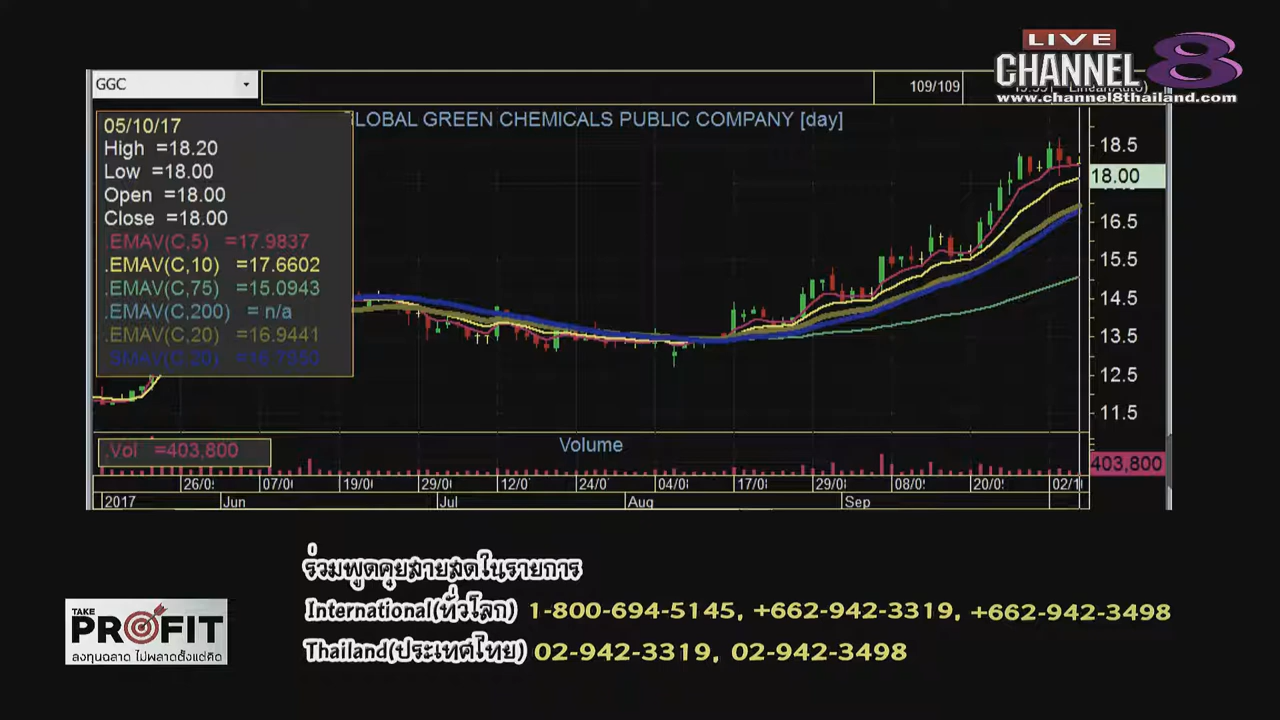 LIVE
CHANNEL 8
www.channel8thailand.com
GGC
109/109
LOBAL GREEN CHEMICALS PUBLIC COMPANY [day]
05/10/17
High =18.20
Low =18.00
Open =18.00
Close =18.00
.EMAV(C,5) =17.9837
.EMAV(C,10) =17.6602
.EMAV(C,75) =15.0943
.EMAV(C,200) = n/a
.EMAV(C,20) =16.9441
18.5
18.00
16.5
15.5
14.5
13.5
12.5
11.5
.Vol =403,800
Volume
403,800
26/0 07/0 19/0 29/0 12/0 24/0 04/0 17/0 29/0 08/0 20/0 02/1
2017 Jun Jul Aug Sep
ร่วมพูดคุยสายสดในรายการ
International(ทั่วโลก) 1-800-694-5145, +662-942-3319, +662-942-3498
Thailand(ประเทศไทย) 02-942-3319, 02-942-3498
TAKE
PROFIT
ลงทุนฉลาด ไม่พลาดตั้งแต่คิด